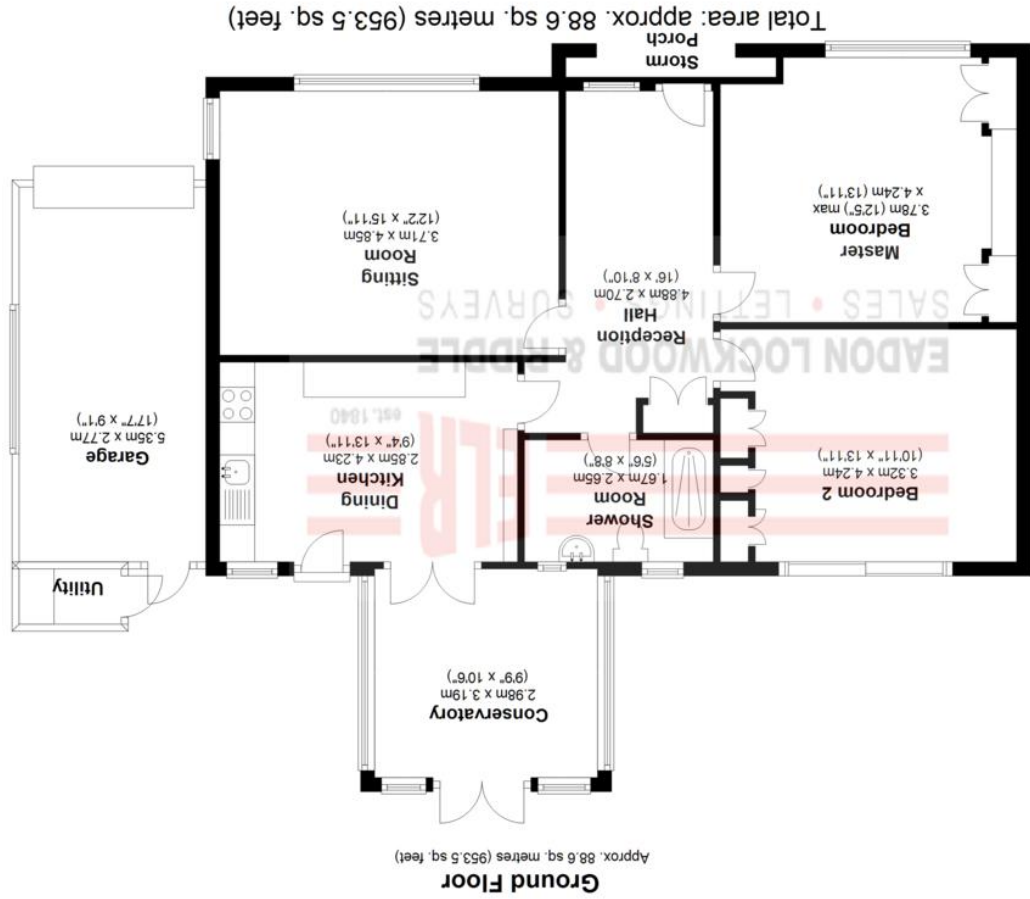 Ground Floor
Approx. 88.6 sq. metres (953.5 sq. feet)
Conservatory
2.98m x 3.19m
(9'9" x 10'6")
Utility
Bedroom 2
3.32m x 4.24m
(10'11" x 13'11")
Shower
Room
1.67m x 2.65m
(5'6" x 8'8")
Dining
Kitchen
2.85m x 4.23m
(9'4" x 13'11")
Garage
5.35m x 2.77m
(17'7" x 9'1")
ELR
est. 1840
EADON LOCKWOOD & RIDDLE
SALES • LETTINGS • SURVEYS
Reception
Hall
4.88m x 2.70m
(16' x 8'10")
Master
Bedroom
3.78m (12'5") max
x 4.24m (13'11")
Sitting
Room
3.71m x 4.85m
(12'2" x 15'11")
Storm
Porch
Total area: approx. 88.6 sq. metres (953.5 sq. feet)